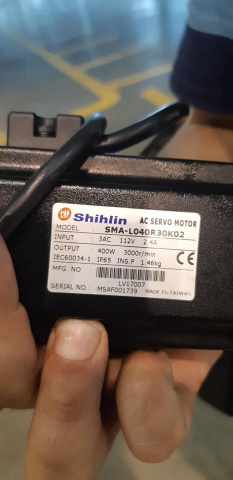 Shihlin AC SERVO MOTOR
MODEL SMA-L040R30K02
INPUT 3AC 112V 2.4A
OUTPUT 400W 3000r/min
IEC60034-1 IP65 INS.F 1.46kg CE
MFG. NO
LV17007
SERIAL NO. MSAF001739 MADE IN TAIWAN